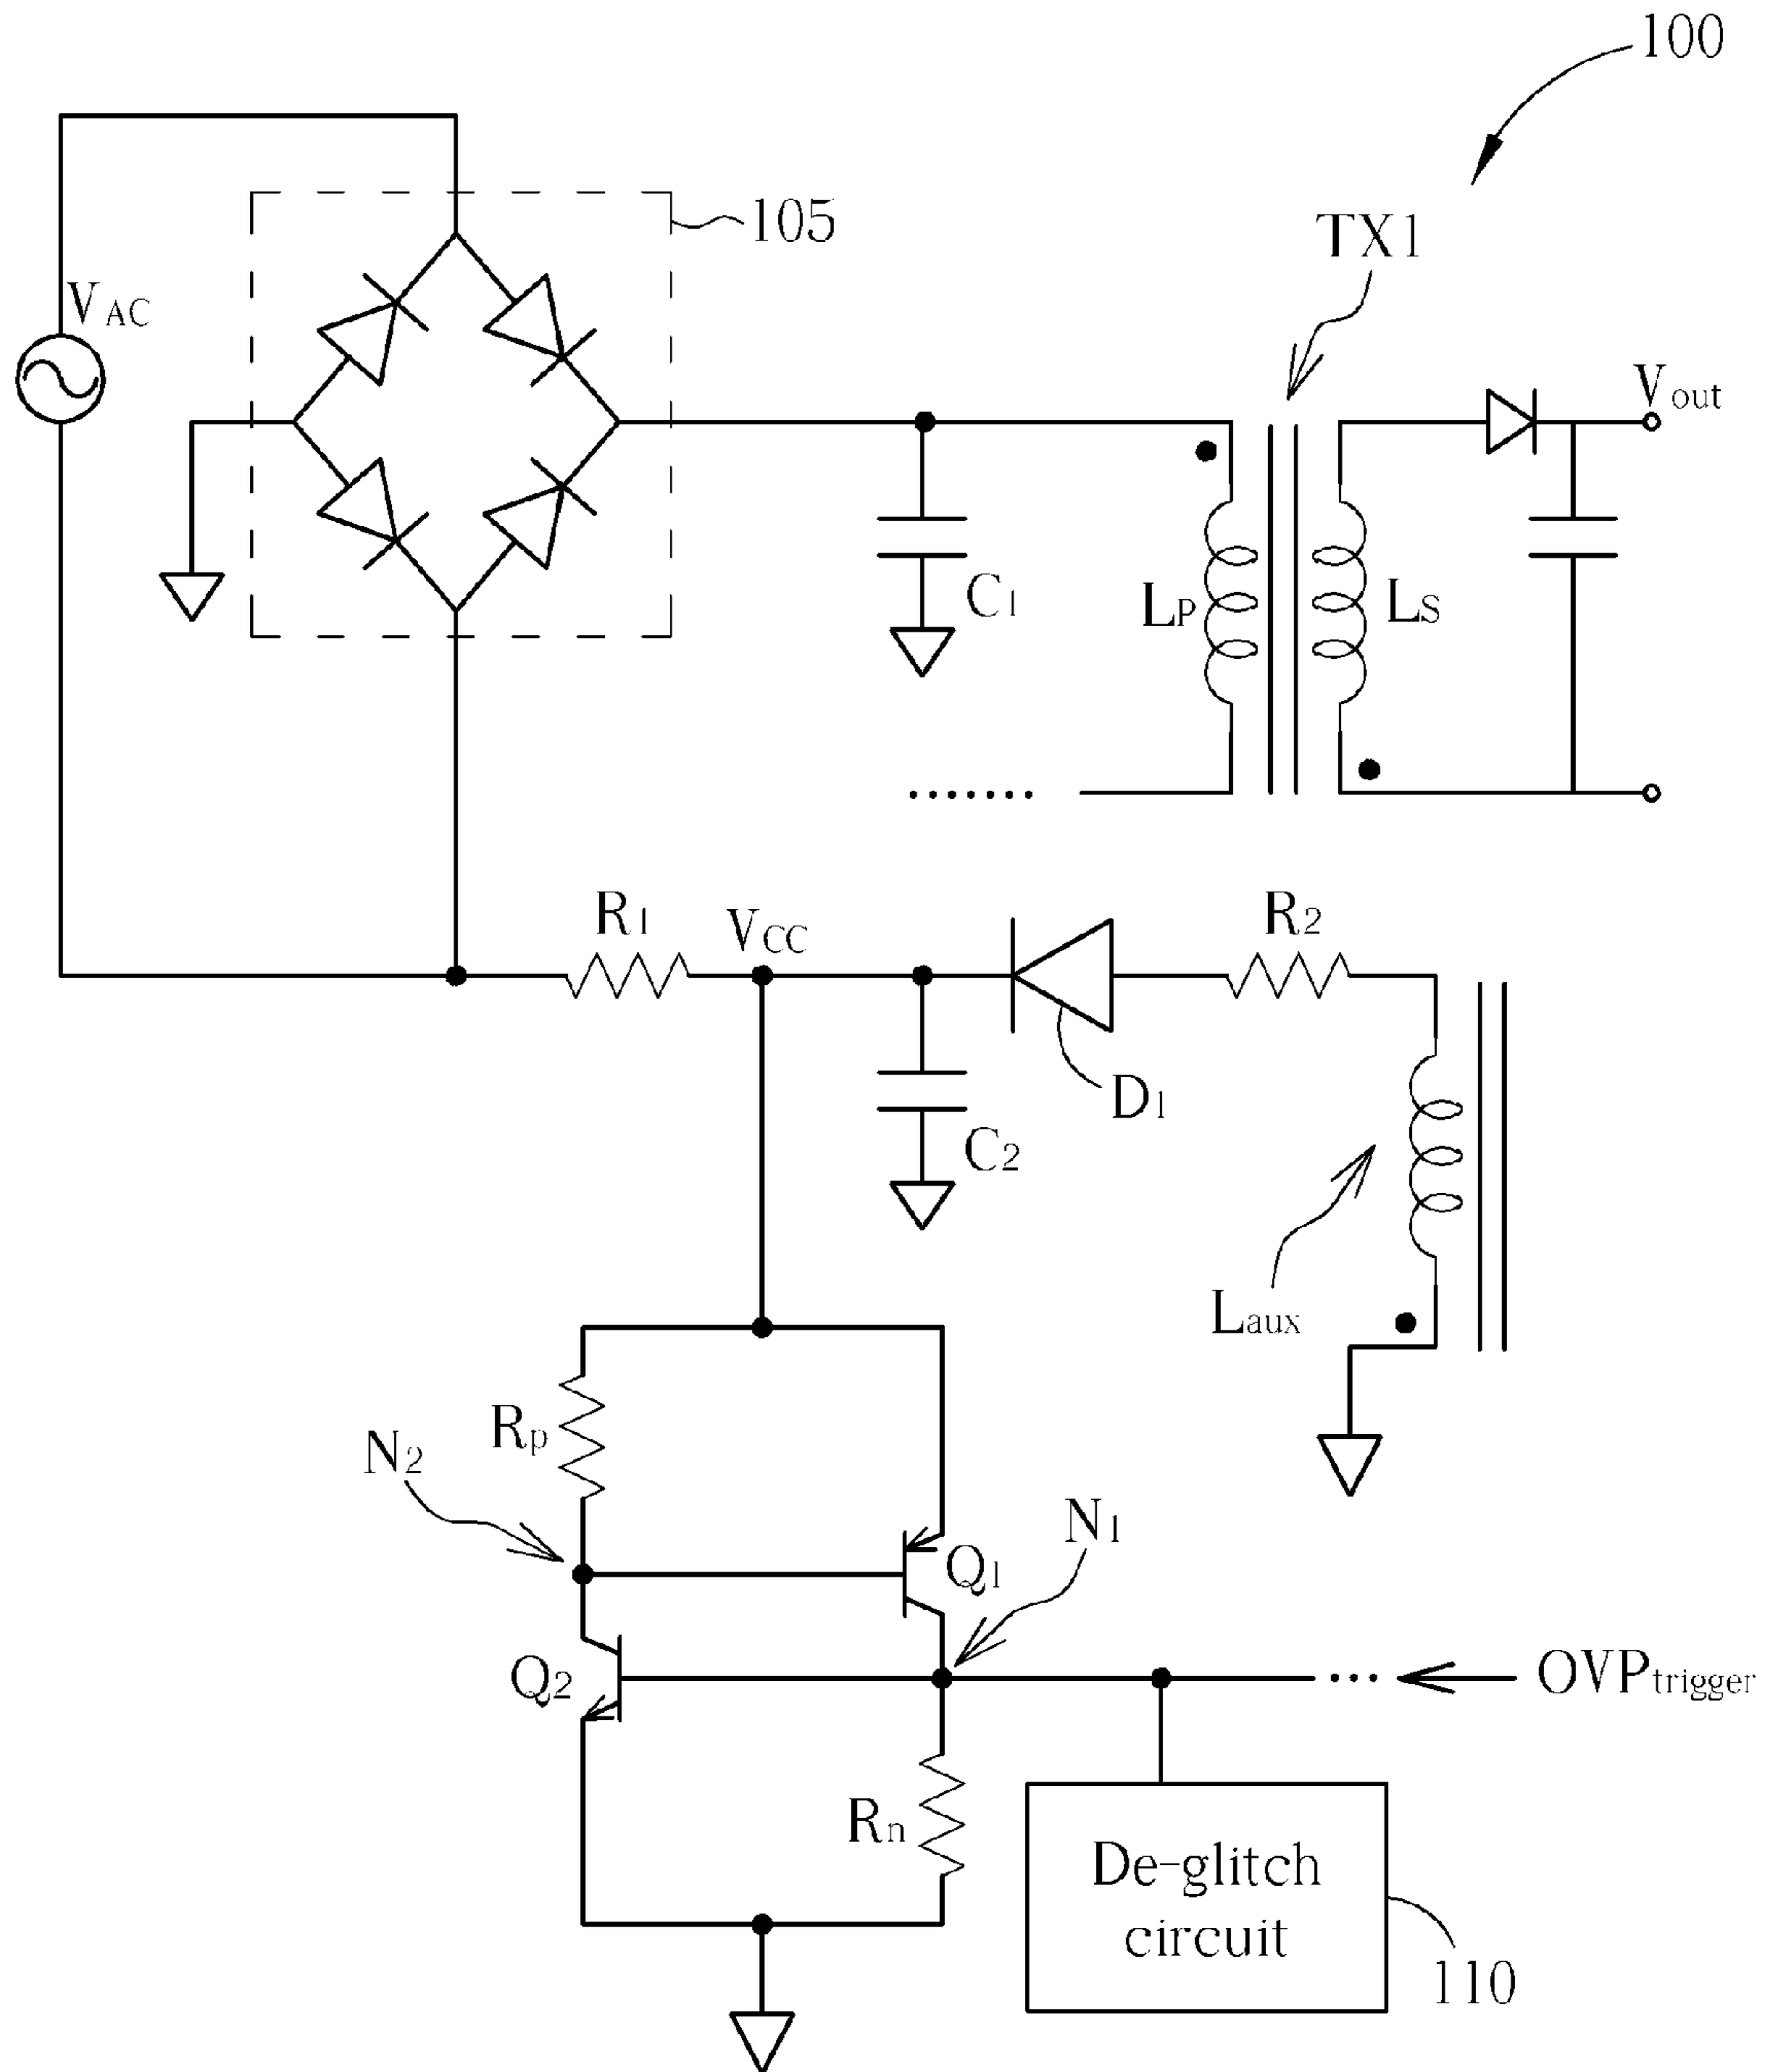 100
105
TX1
VAC
Vout
C1
LP
LS
R1
VCC
R2
D1
C2
Laux
Rp
N2
N1
Q1
Q2
OVPtrigger
Rn
De-glitch
circuit
110